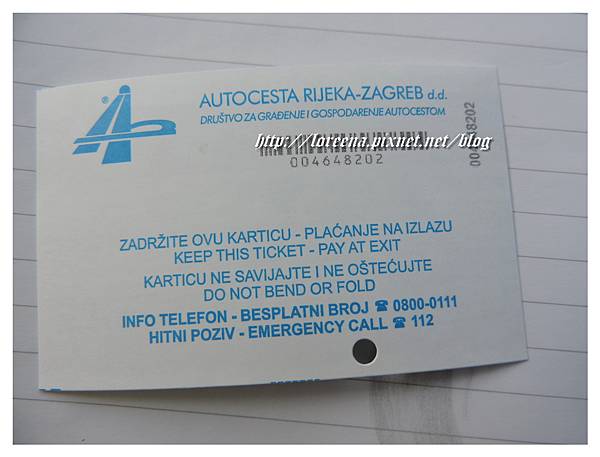 AUTOCESTA RIJEKA-ZAGREB d.d.
DRUŠTVO ZA GRAĐENJE I GOSPODARENJE AUTOCESTOM
http://loreena.pixnet.net/blog
004648202
004648202
ZADRŽITE OVU KARTICU - PLAĆANJE NA IZLAZU
KEEP THIS TICKET - PAY AT EXIT
KARTICU NE SAVIJAJTE I NE OŠTEĆUJTE
DO NOT BEND OR FOLD
INFO TELEFON - BESPLATNI BROJ ☎ 0800-0111
HITNI POZIV - EMERGENCY CALL ☎ 112